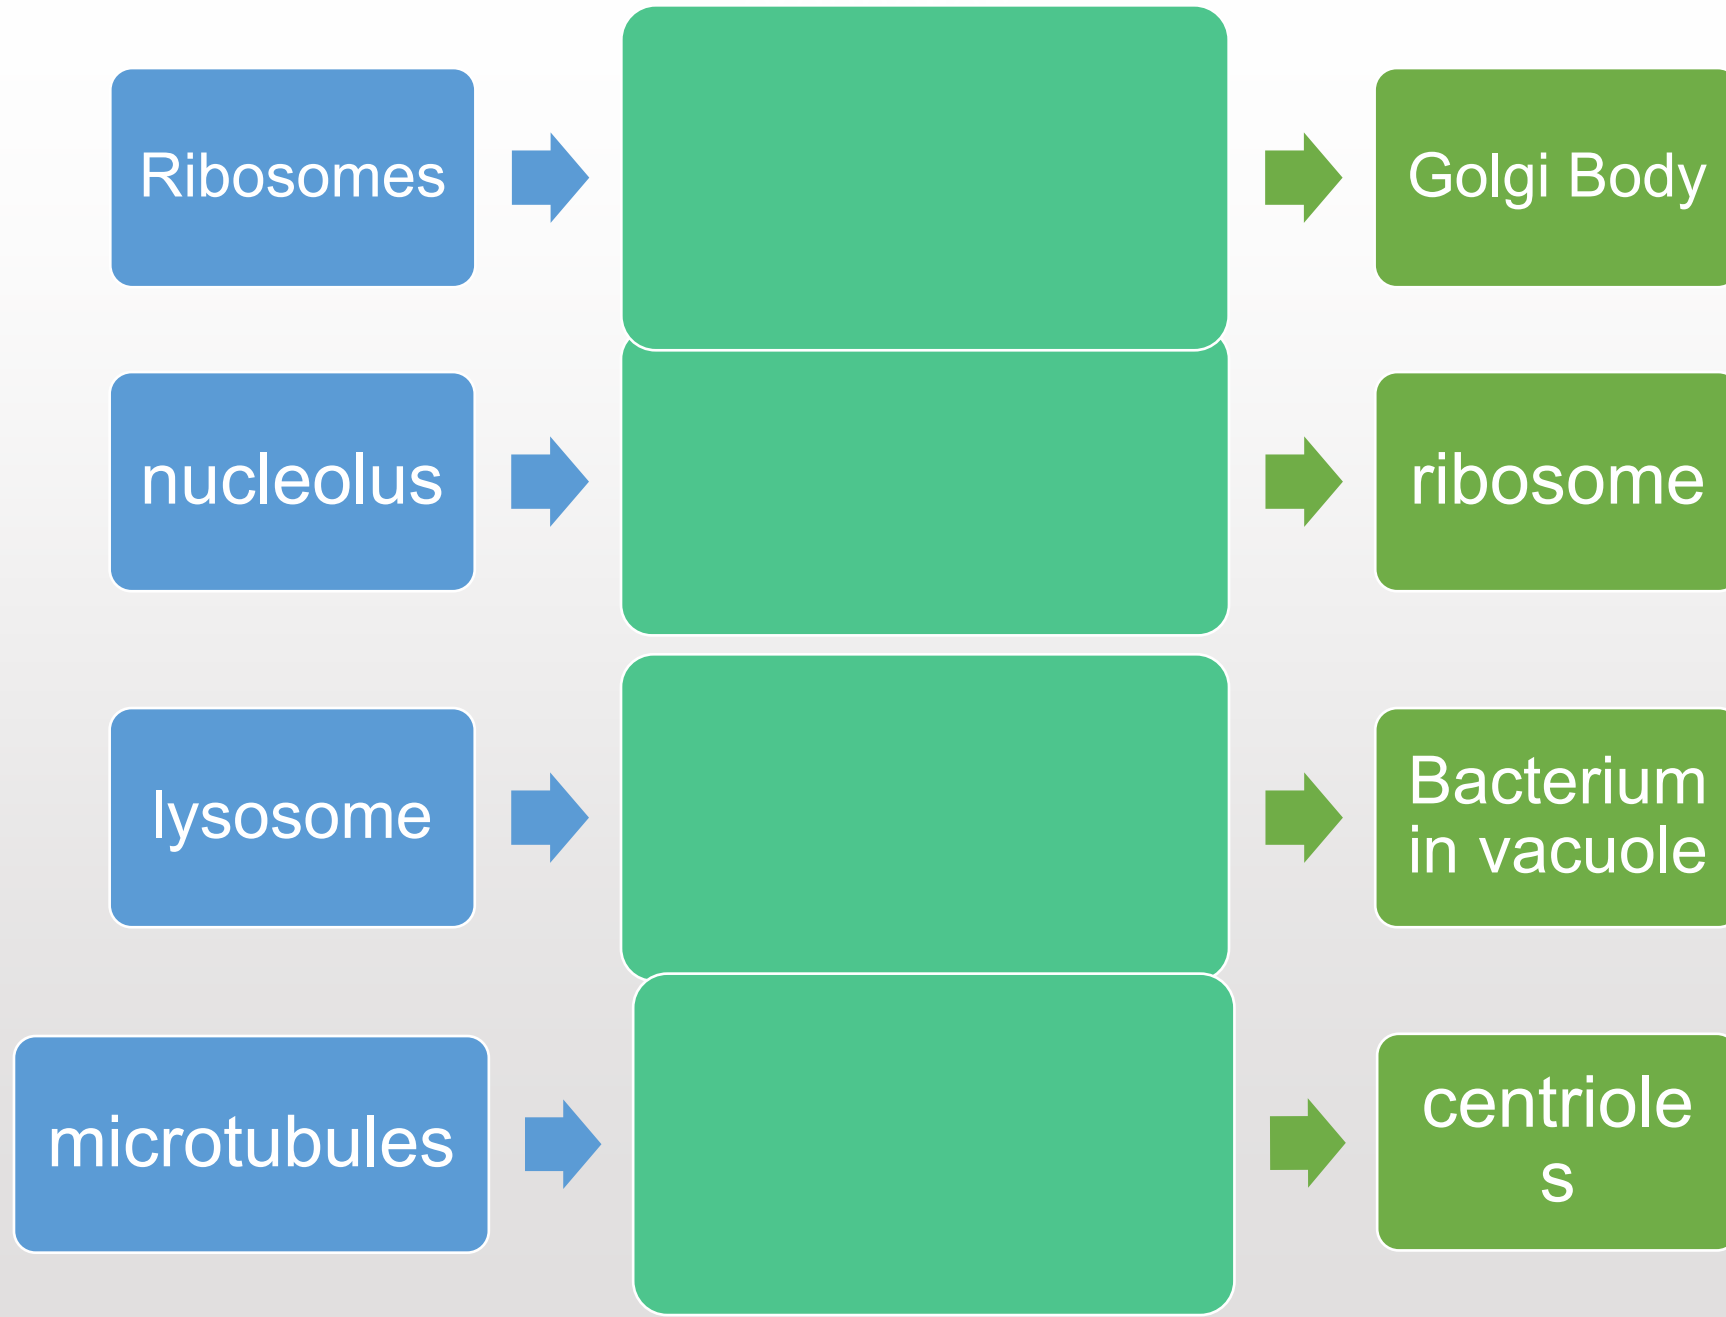 Ribosomes
Golgi Body
nucleolus
ribosome
lysosome
Bacterium
in vacuole
microtubules
centriole
s